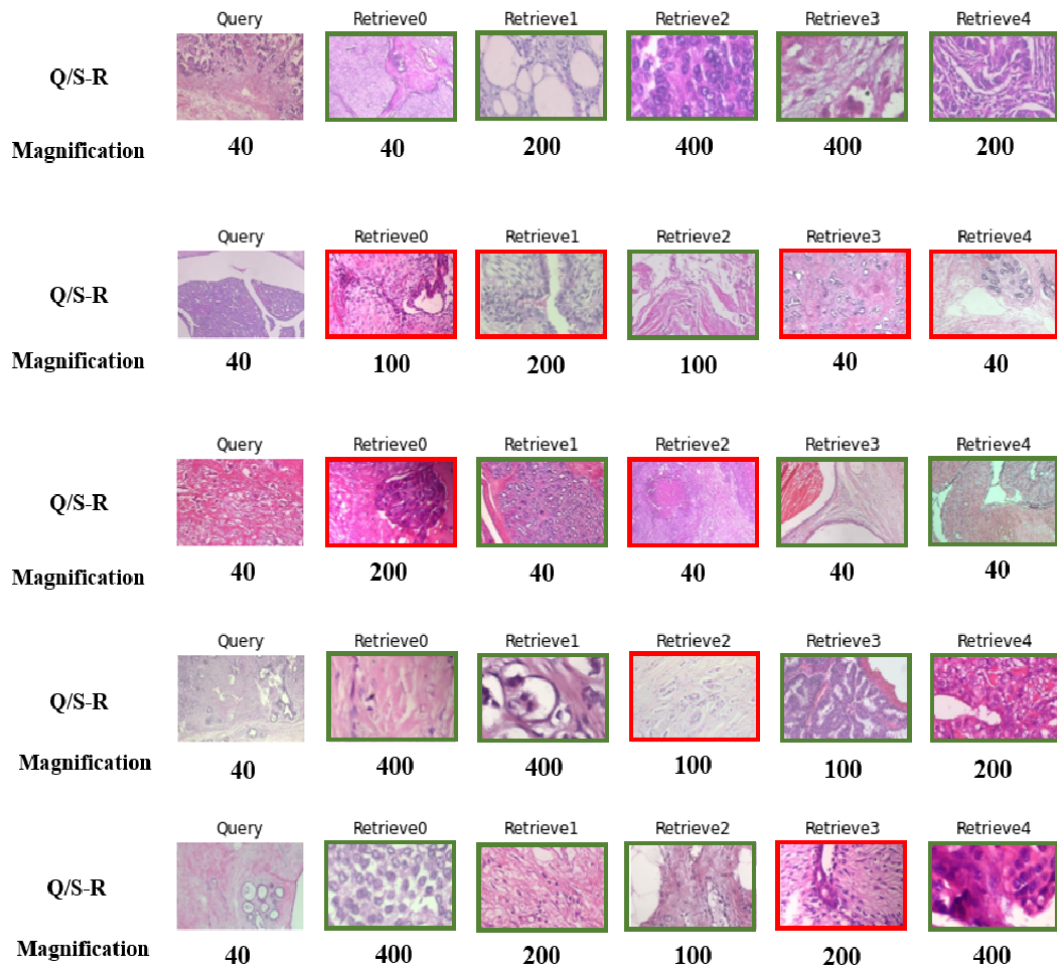 Query Retrieve0 Retrieve1 Retrieve2 Retrieve3 Retrieve4
Q/S-R
Magnification 40 40 200 400 400 200
Query Retrieve0 Retrieve1 Retrieve2 Retrieve3 Retrieve4
Q/S-R
Magnification 40 100 200 100 40 40
Query Retrieve0 Retrieve1 Retrieve2 Retrieve3 Retrieve4
Q/S-R
Magnification 40 200 40 40 40 40
Query Retrieve0 Retrieve1 Retrieve2 Retrieve3 Retrieve4
Q/S-R
Magnification 40 400 400 100 100 200
Query Retrieve0 Retrieve1 Retrieve2 Retrieve3 Retrieve4
Q/S-R
Magnification 40 400 200 100 200 400